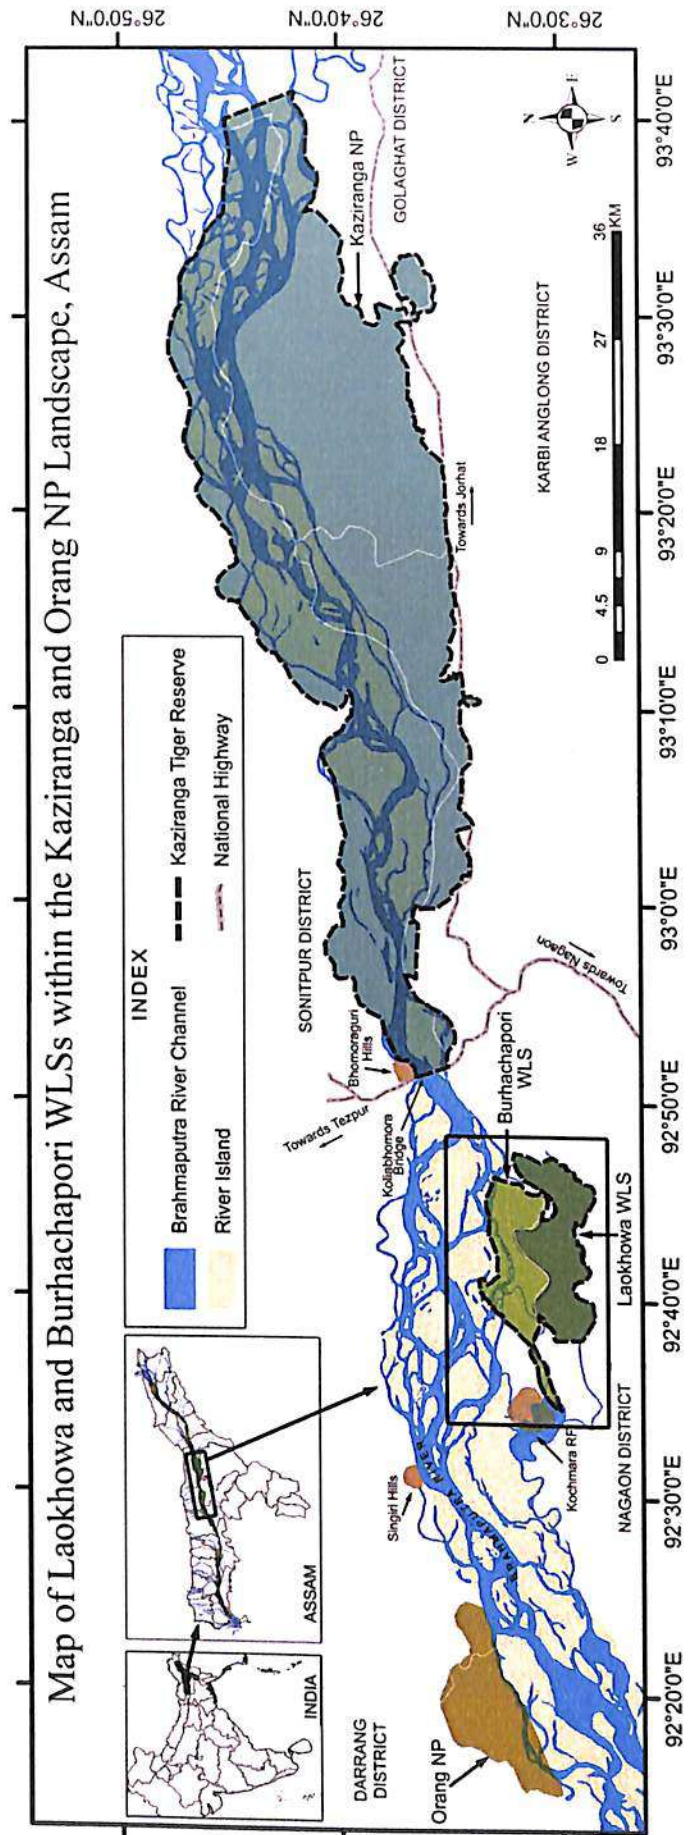 Map of Laokhowa and Burhachapori WLSs within the Kaziranga and Orang NP Landscape, Assam
INDIA
ASSAM
INDEX
Brahmaputra River Channel
Kaziranga Tiger Reserve
River Island
National Highway
DARRANG
DISTRICT
Orang NP
Singiri Hills
BRAHMAPUTRA RIVER
Kochmara RF
NAGAON DISTRICT
Laokhowa WLS
Burhachapori
WLS
Towards Tezpur
Koliabhomora
Bridge
Bhomoraguri
Hills
SONITPUR DISTRICT
Towards Nagaon
Towards Jorhat
KARBI ANGLONG DISTRICT
Kaziranga NP
GOLAGHAT DISTRICT
N
W
E
S
0
4.5
9
18
27
36
KM
26°50'0"N
26°40'0"N
26°30'0"N
92°20'0"E
92°30'0"E
92°40'0"E
92°50'0"E
93°0'0"E
93°10'0"E
93°20'0"E
93°30'0"E
93°40'0"E